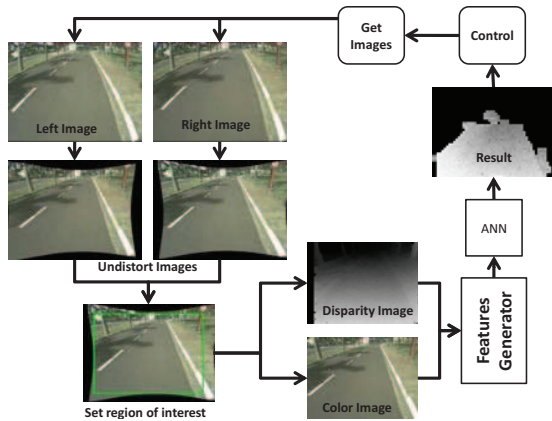 Get
Images
Control
Left Image
Right Image
Result
Undistort Images
ANN
Disparity Image
Features
Generator
Color Image
Set region of interest